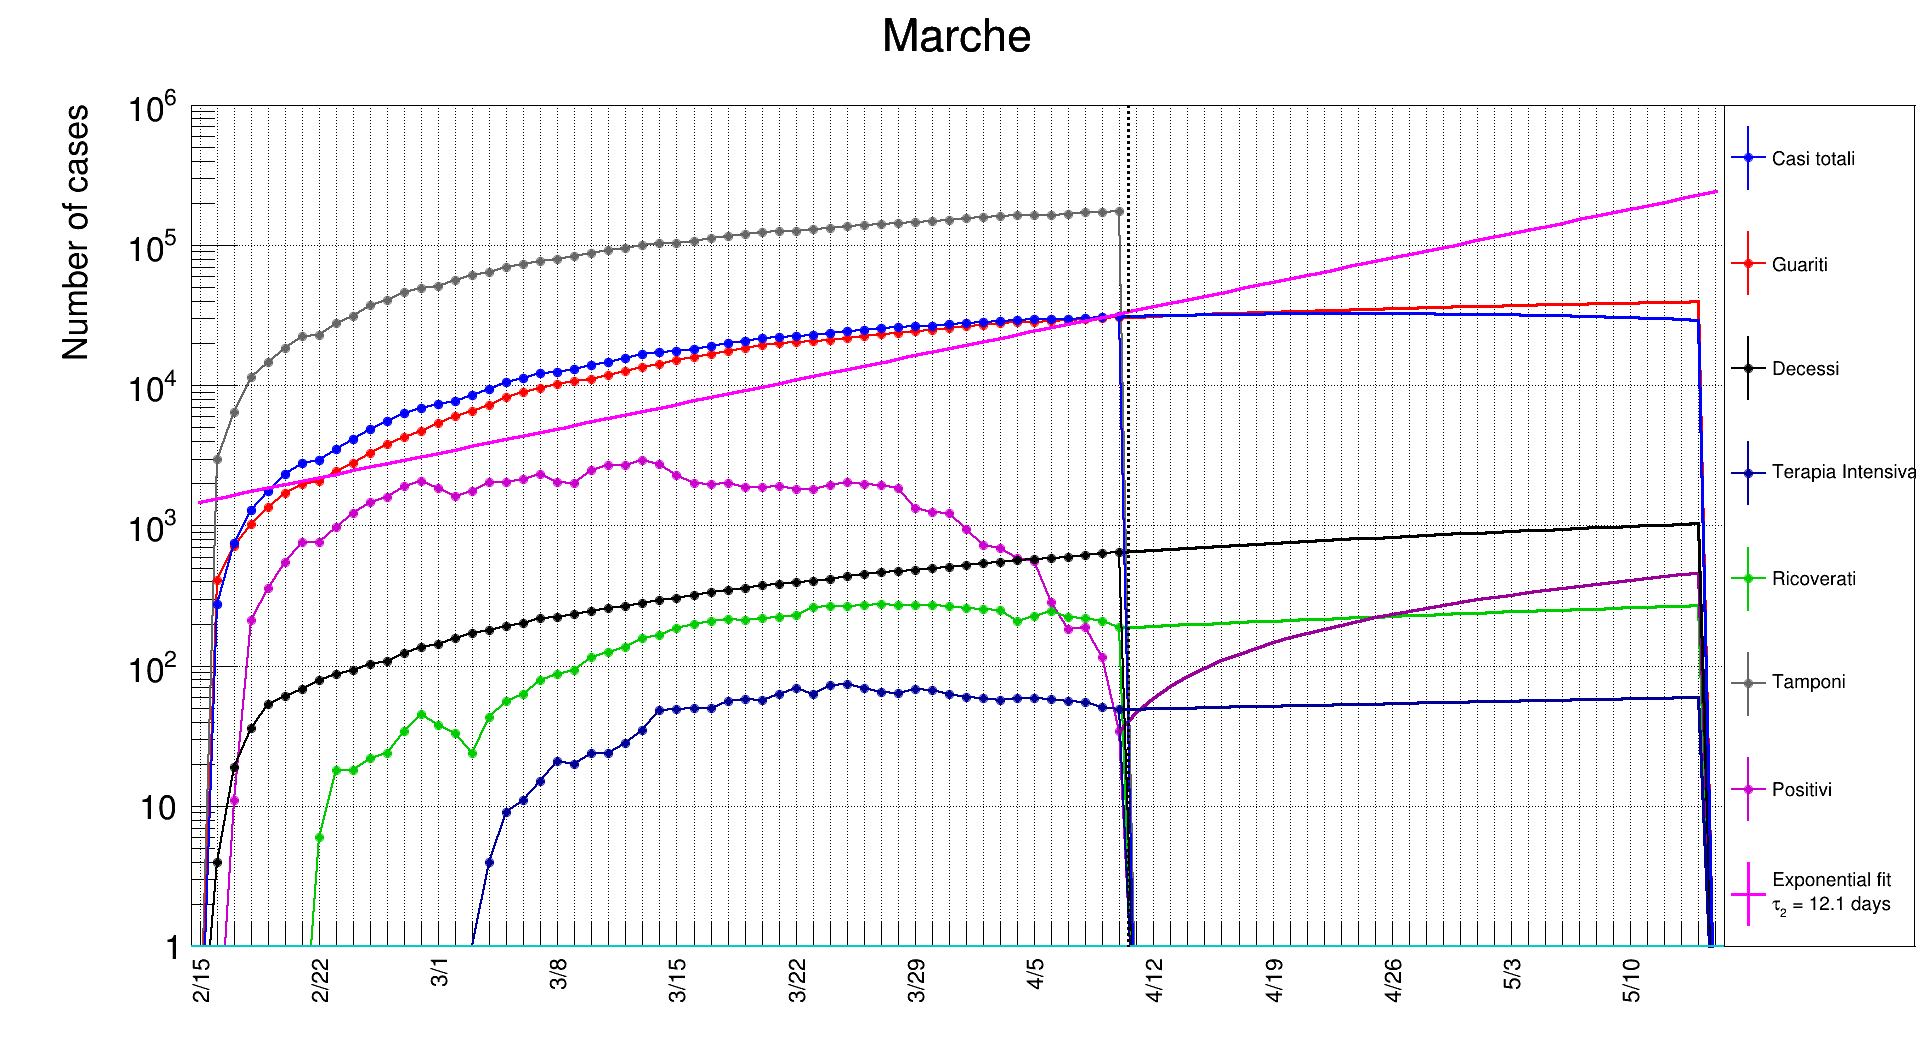 Marche
Number of cases
10^6
10^5
10^4
10^3
10^2
10
1
2/15
2/22
3/1
3/8
3/15
3/22
3/29
4/5
4/12
4/19
4/26
5/3
5/10
Casi totali
Guariti
Decessi
Terapia Intensiva
Ricoverati
Tamponi
Positivi
Exponential fit
τ₂ = 12.1 days